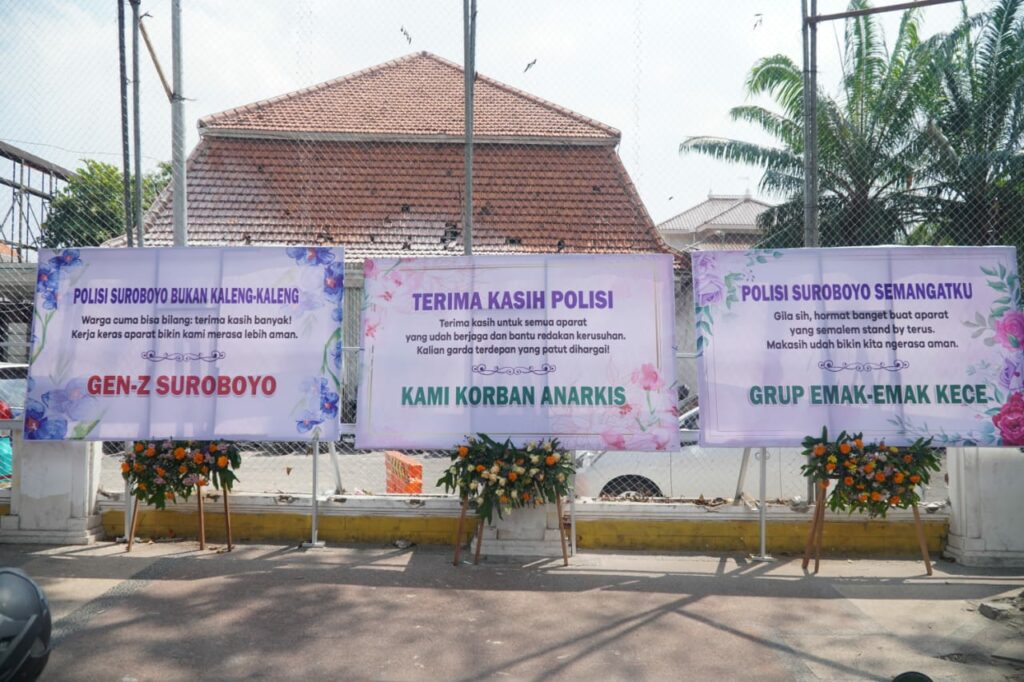 POLISI SUROBOYO BUKAN KALENG-KALENG
Warga cuma bisa bilang: terima kasih banyak!
Kerja keras aparat bikin kami merasa lebih aman.
GEN-Z SUROBOYO
TERIMA KASIH POLISI
Terima kasih untuk semua aparat
yang udah berjaga dan bantu redakan kerusuhan.
Kalian garda terdepan yang patut dihargai!
KAMI KORBAN ANARKIS
POLISI SUROBOYO SEMANGATKU
Gila sih, hormat banget buat aparat
yang semalem stand by terus.
Makasih udah bikin kita ngerasa aman.
GRUP EMAK-EMAK KECE